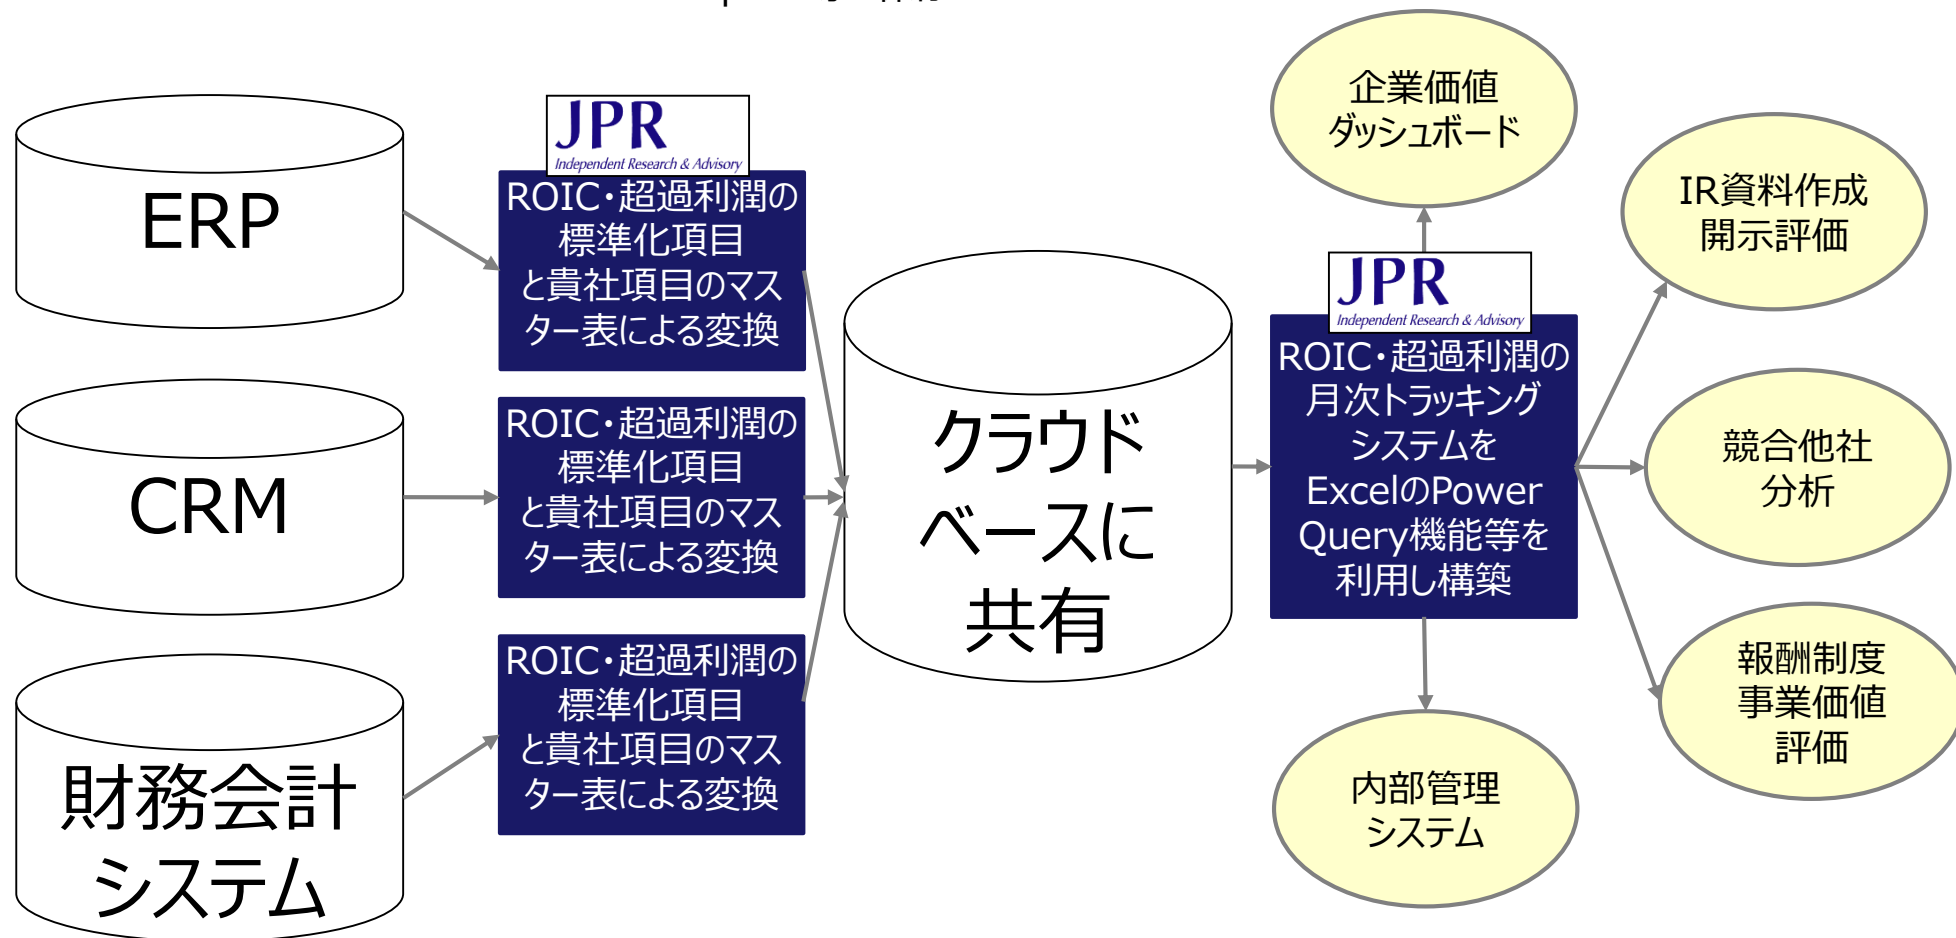 ERP
CRM
財務会計
システム
JPR
Independent Research & Advisory
ROIC・超過利潤の
標準化項目
と貴社項目のマス
ター表による変換
ROIC・超過利潤の
標準化項目
と貴社項目のマス
ター表による変換
ROIC・超過利潤の
標準化項目
と貴社項目のマス
ター表による変換
クラウド
ベースに
共有
JPR
Independent Research & Advisory
ROIC・超過利潤の
月次トラッキング
システムを
ExcelのPower
Query機能等を
利用し構築
企業価値
ダッシュボード
IR資料作成
開示評価
競合他社
分析
報酬制度
事業価値
評価
内部管理
システム